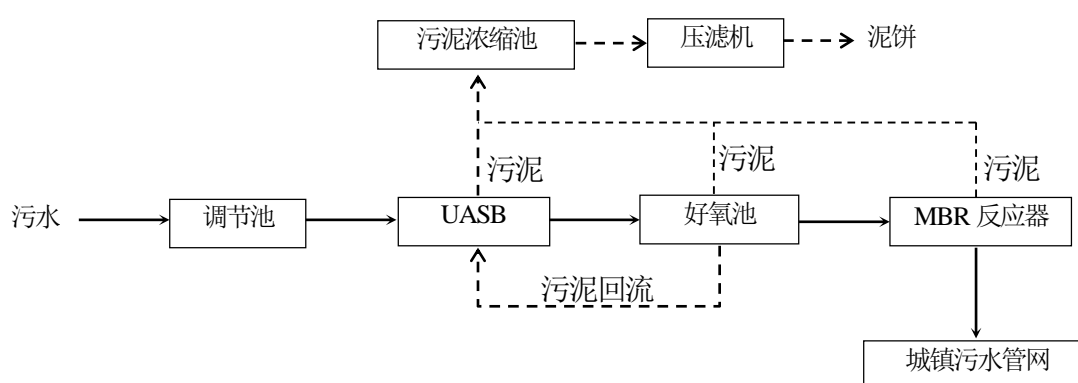 污泥浓缩池
压滤机
泥饼
污泥
污泥
污泥
污水
调节池
UASB
好氧池
MBR 反应器
污泥回流
城镇污水管网